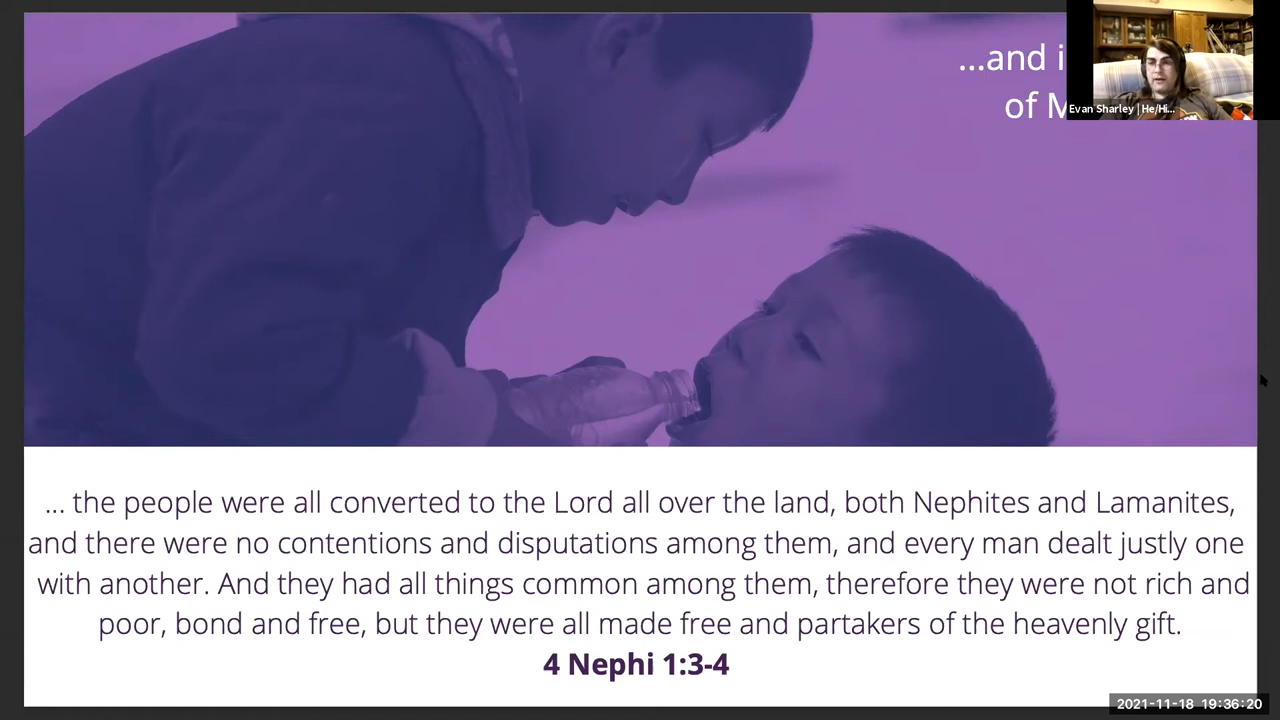 ...and i
of M
Evan Sharley | He/Hi...
... the people were all converted to the Lord all over the land, both Nephites and Lamanites,
and there were no contentions and disputations among them, and every man dealt justly one
with another. And they had all things common among them, therefore they were not rich and
poor, bond and free, but they were all made free and partakers of the heavenly gift.
4 Nephi 1:3-4
2021-11-18 19:36:20